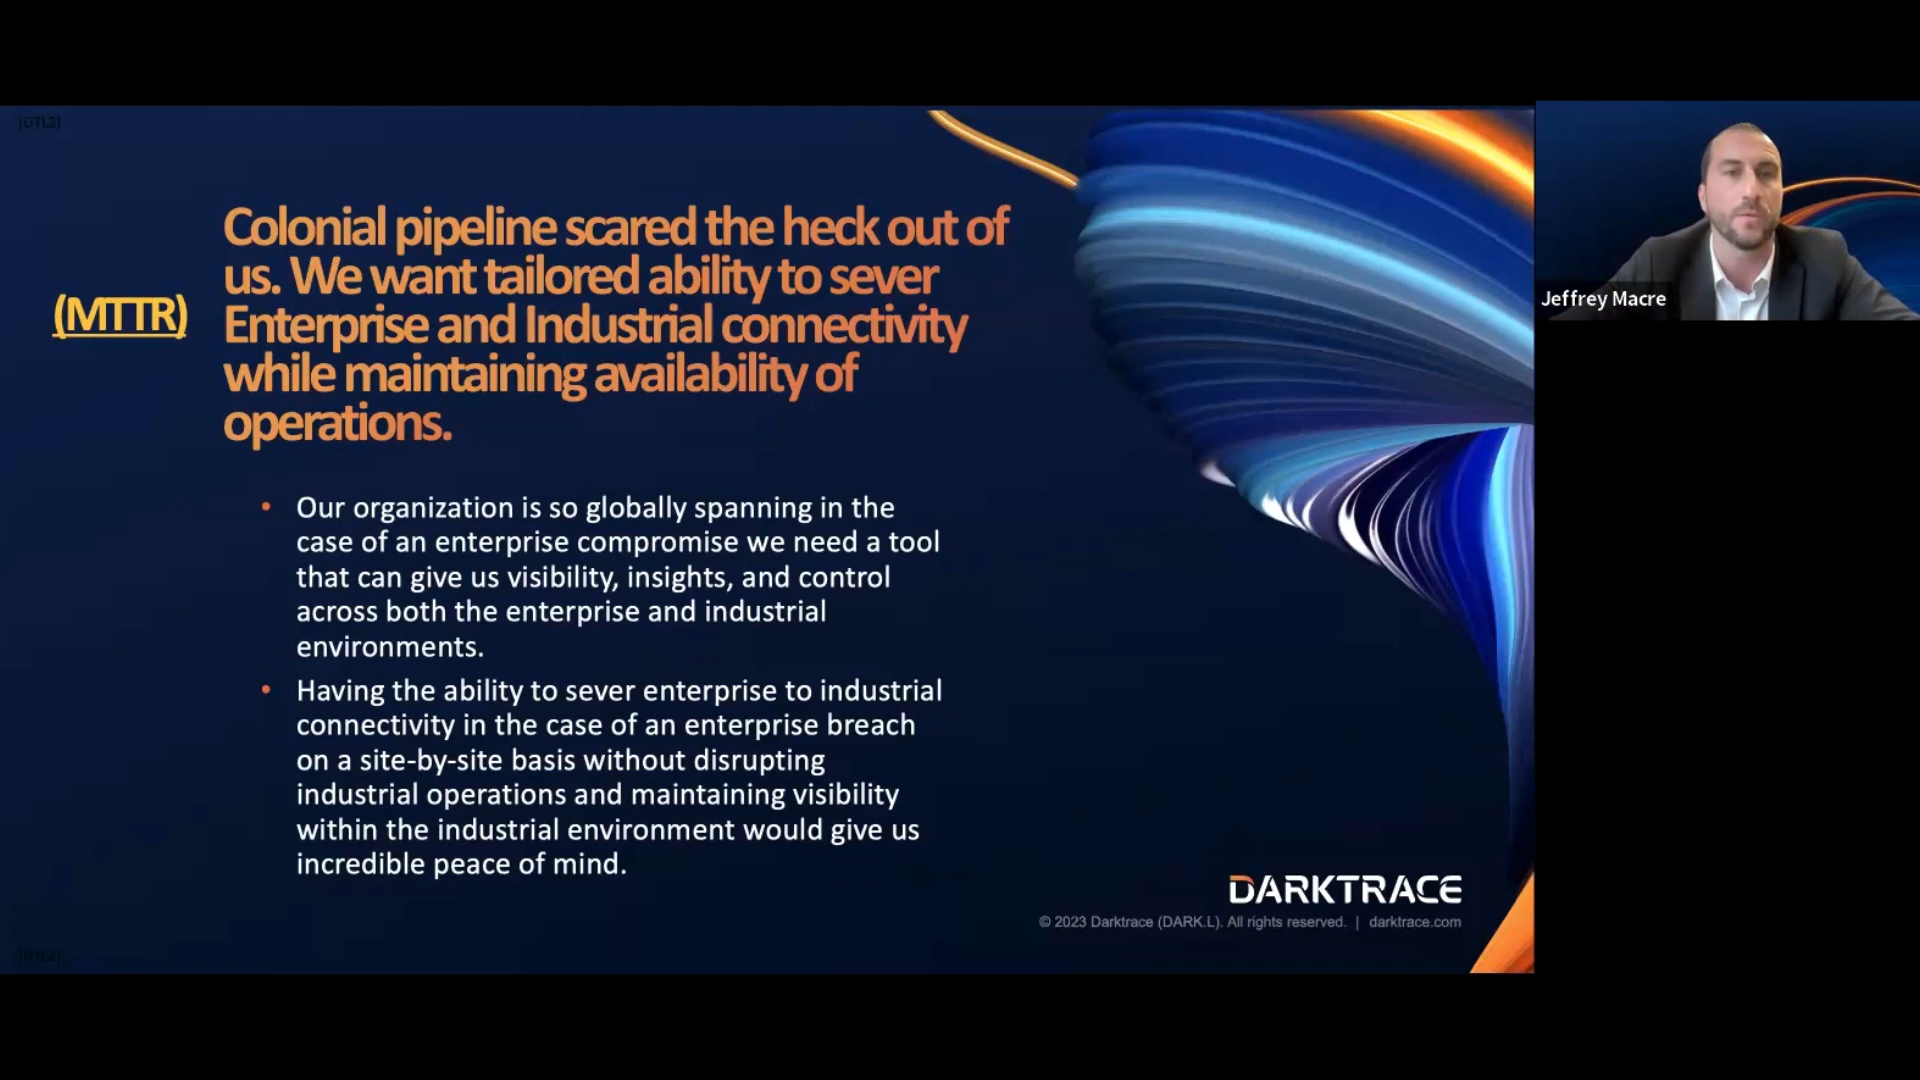 [DTL2]
(MTTR)
Colonial pipeline scared the heck out of
us. We want tailored ability to sever
Enterprise and Industrial connectivity
while maintaining availability of
operations.
• Our organization is so globally spanning in the
case of an enterprise compromise we need a tool
that can give us visibility, insights, and control
across both the enterprise and industrial
environments.
• Having the ability to sever enterprise to industrial
connectivity in the case of an enterprise breach
on a site-by-site basis without disrupting
industrial operations and maintaining visibility
within the industrial environment would give us
incredible peace of mind.
DARKTRACE
© 2023 Darktrace (DARK.L). All rights reserved. | darktrace.com
[DTL2]
Jeffrey Macre